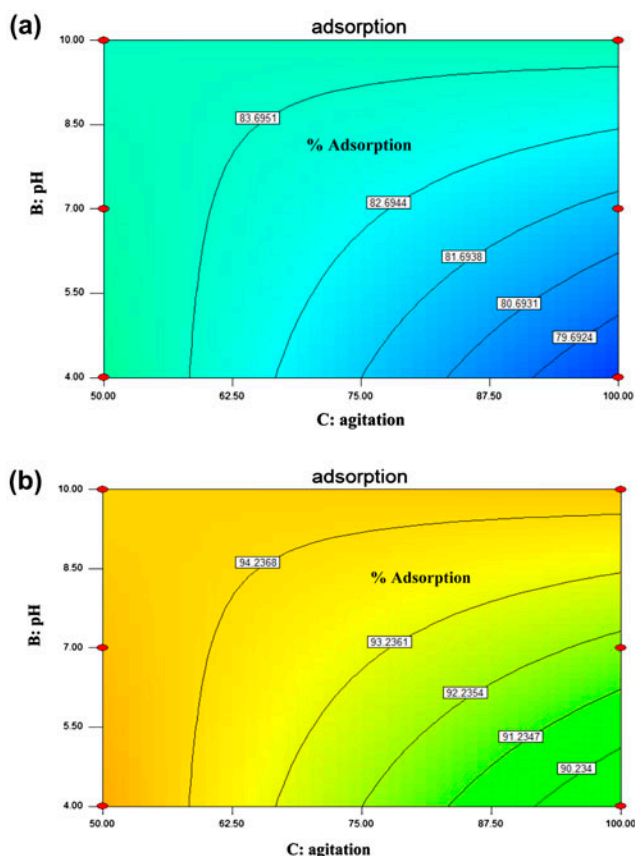 (a)
adsorption
10.00
8.50
7.00
5.50
4.00
B: pH
83.6951
% Adsorption
82.6944
81.6938
80.6931
79.6924
50.00 62.50 75.00 87.50 100.00
C: agitation
(b)
adsorption
10.00
8.50
7.00
5.50
4.00
B: pH
94.2368
% Adsorption
93.2361
92.2354
91.2347
90.234
50.00 62.50 75.00 87.50 100.00
C: agitation